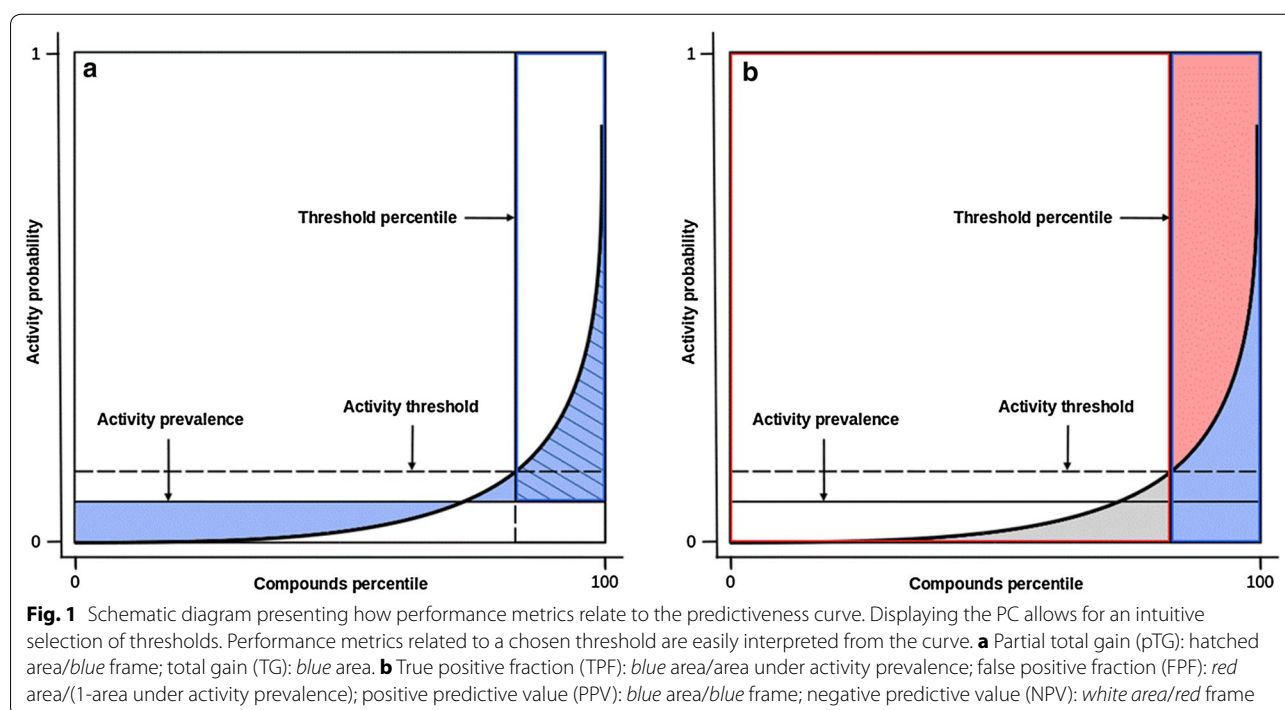 1
a
Threshold percentile
Activity probability
Activity threshold
Activity prevalence
0
0
Compounds percentile
100
1
b
Threshold percentile
Activity probability
Activity threshold
Activity prevalence
0
0
Compounds percentile
100
Fig. 1 Schematic diagram presenting how performance metrics relate to the predictiveness curve. Displaying the PC allows for an intuitive
selection of thresholds. Performance metrics related to a chosen threshold are easily interpreted from the curve. a Partial total gain (pTG): hatched
area/blue frame; total gain (TG): blue area. b True positive fraction (TPF): blue area/area under activity prevalence; false positive fraction (FPF): red
area/(1-area under activity prevalence); positive predictive value (PPV): blue area/blue frame; negative predictive value (NPV): white area/red frame